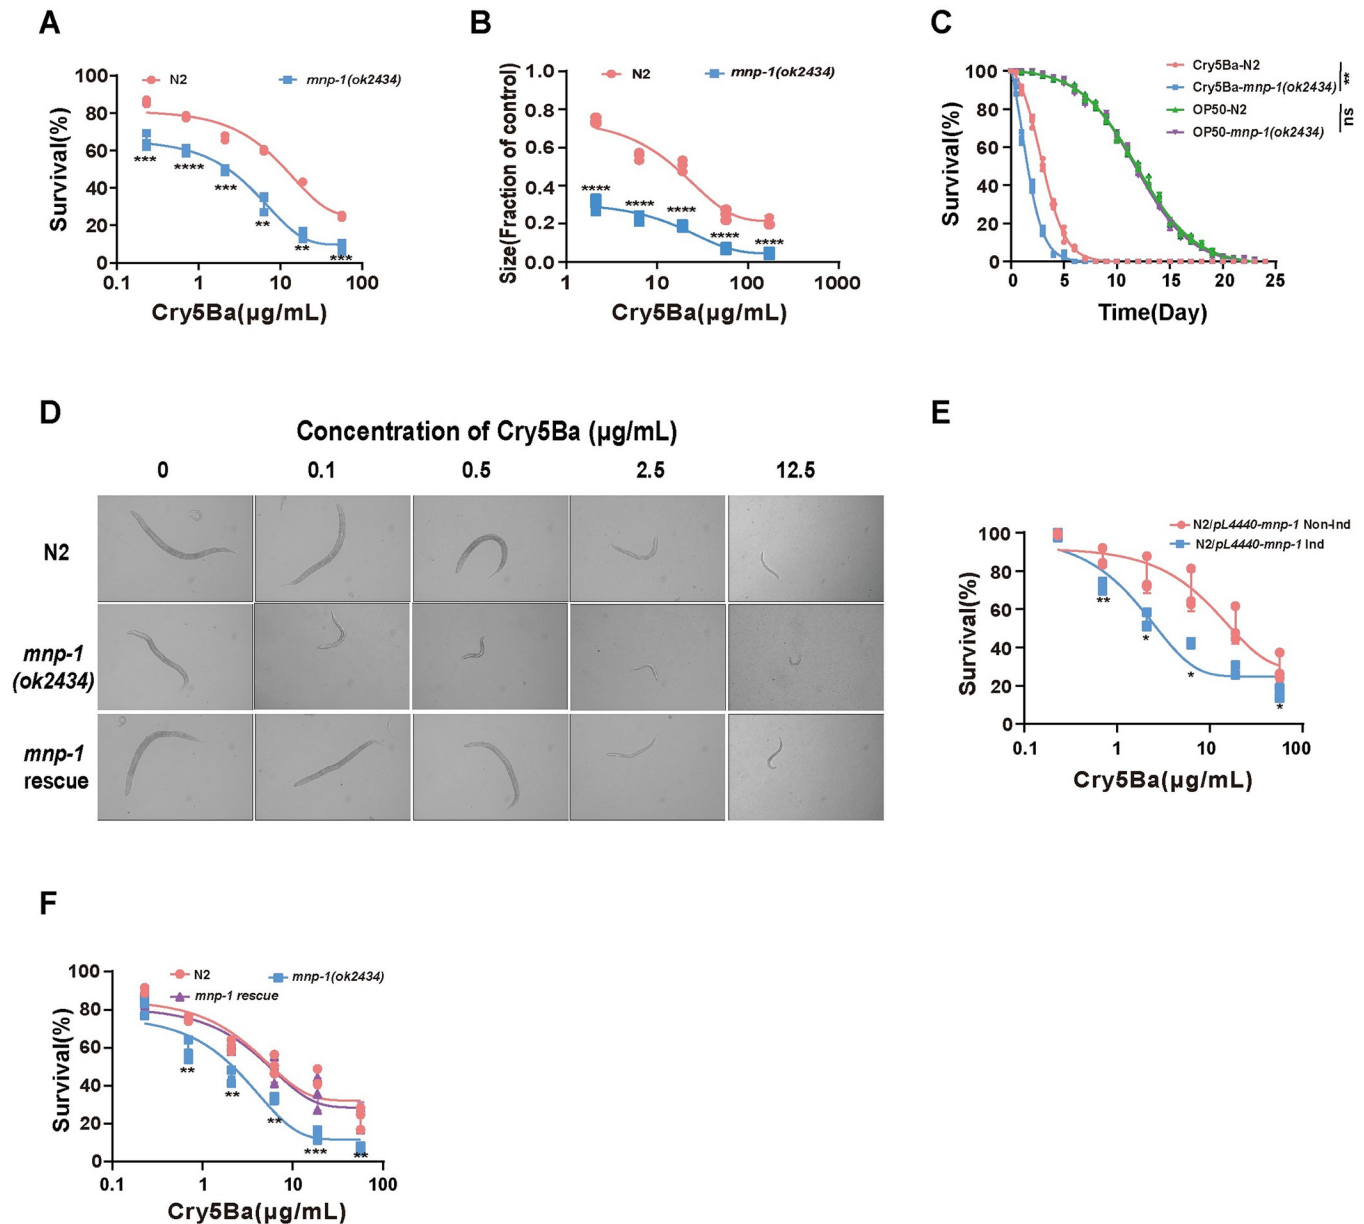 A
N2
mnp-1(ok2434)
Survival(%)
100
80
60
40
20
0
***
****
***
**
**
***
0.1
1
10
100
Cry5Ba(μg/mL)
B
N2
mnp-1(ok2434)
Size(Fraction of control)
1.0
0.8
0.6
0.4
0.2
0.0
****
****
****
****
****
1
10
100
1000
Cry5Ba(μg/mL)
C
Cry5Ba-N2
Cry5Ba-mnp-1(ok2434)
OP50-N2
OP50-mnp-1(ok2434)
**
ns
Survival(%)
100
80
60
40
20
0
0
5
10
15
20
25
Time(Day)
D
Concentration of Cry5Ba (μg/mL)
0
0.1
0.5
2.5
12.5
N2
mnp-1
(ok2434)
mnp-1
rescue
E
N2/pL4440-mnp-1 Non-Ind
N2/pL4440-mnp-1 Ind
Survival(%)
100
80
60
40
20
0
**
*
*
*
0.1
1
10
100
Cry5Ba(μg/mL)
F
N2
mnp-1(ok2434)
mnp-1 rescue
Survival(%)
100
80
60
40
20
0
**
**
**
***
**
0.1
1
10
100
Cry5Ba(μg/mL)